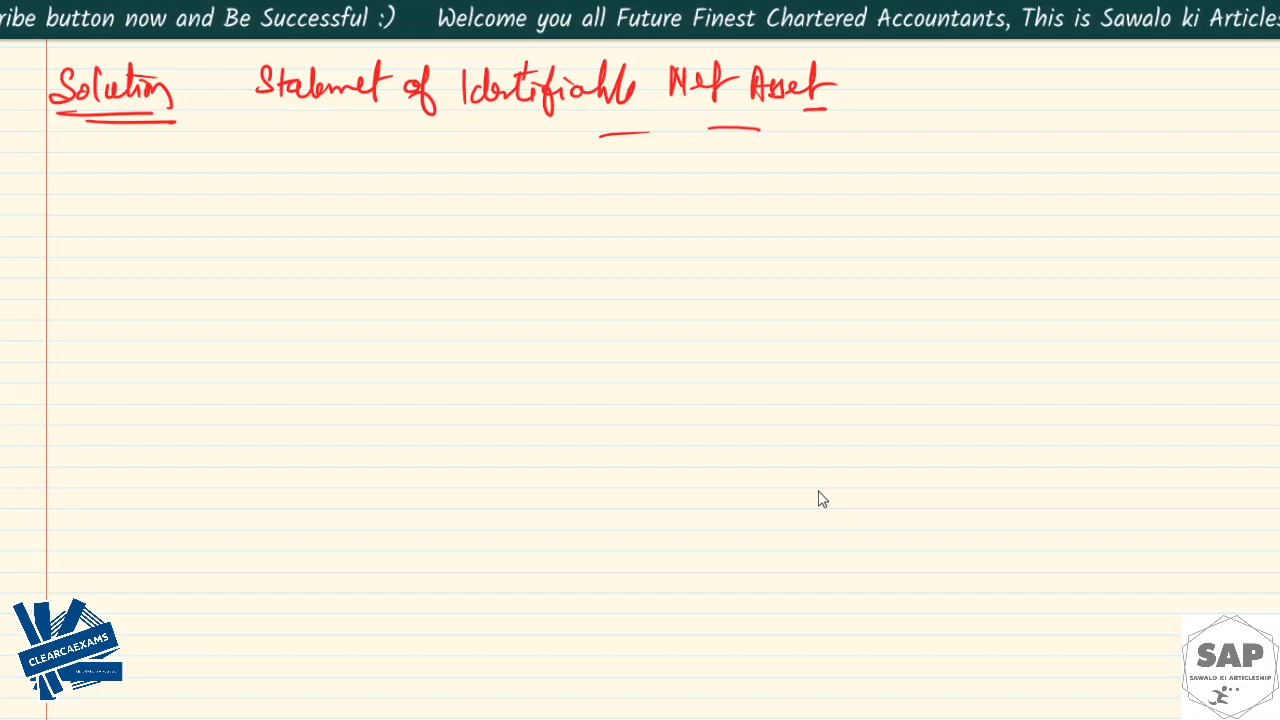 ribe button now and Be Successful :) Welcome you all Future Finest Chartered Accountants, This is Sawalo ki Articles
Solution Statemet of Identifiable Net Asset
CLEARCAEXAMS
SAP
SAWALO KI ARTICLESHIP